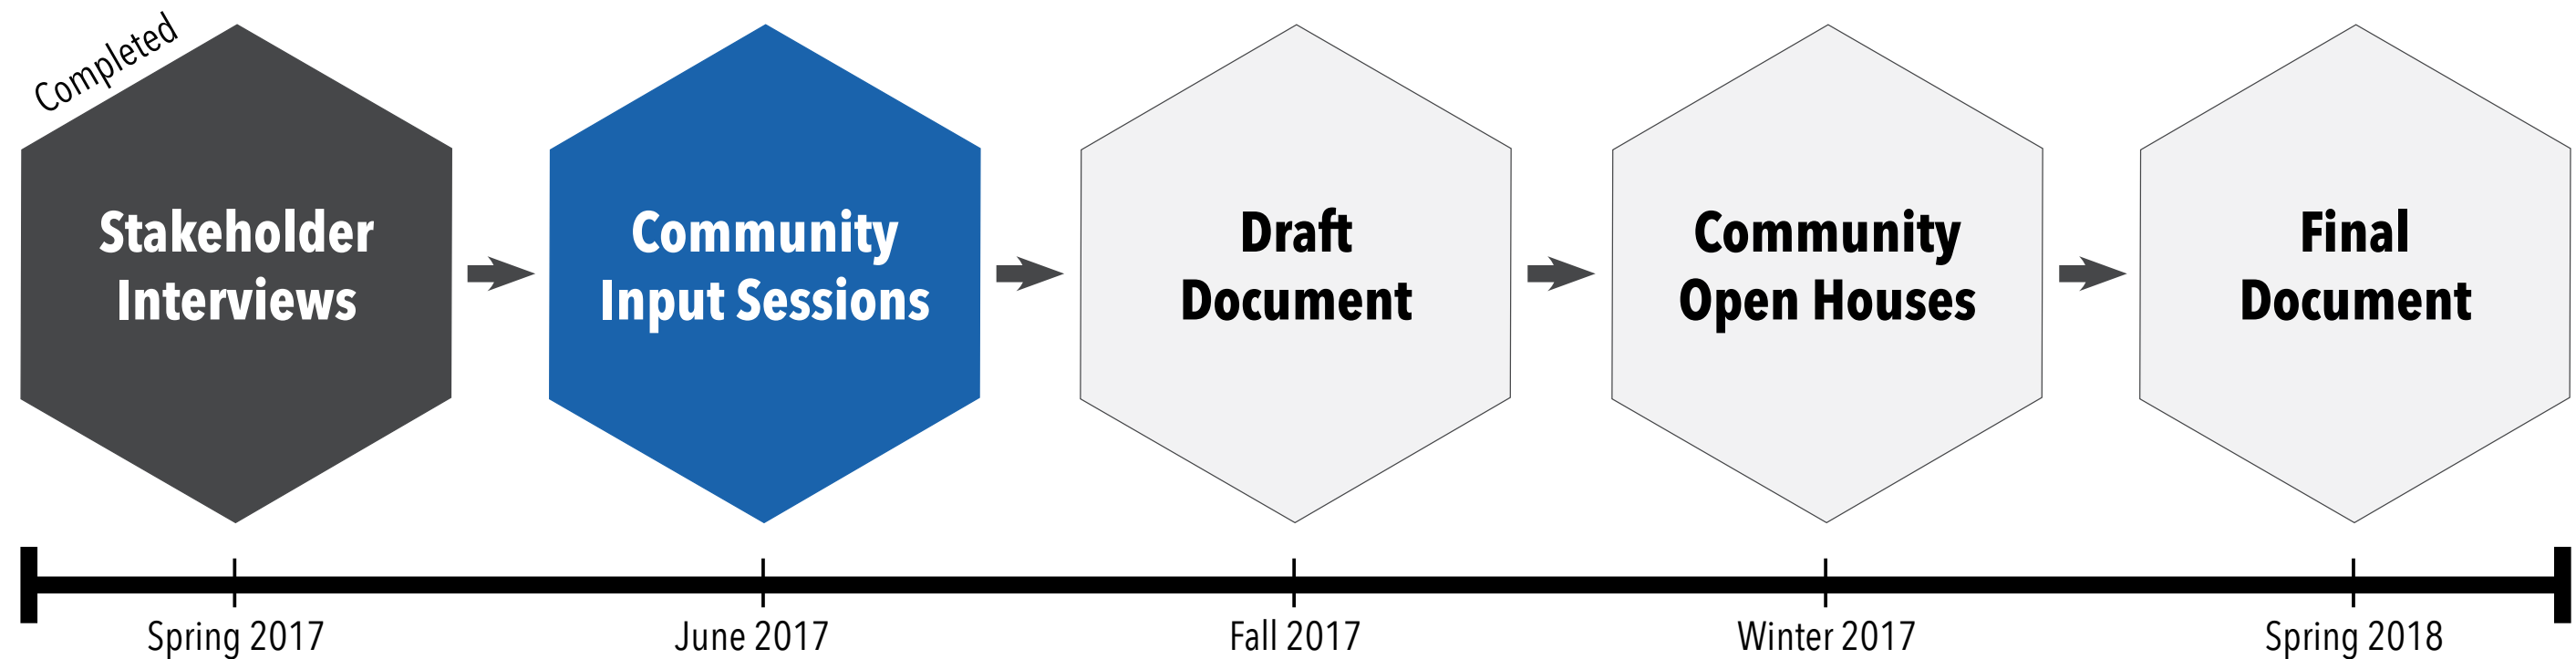 Completed
Stakeholder
Interviews
Community
Input Sessions
Draft
Document
Community
Open Houses
Final
Document
Spring 2017
June 2017
Fall 2017
Winter 2017
Spring 2018